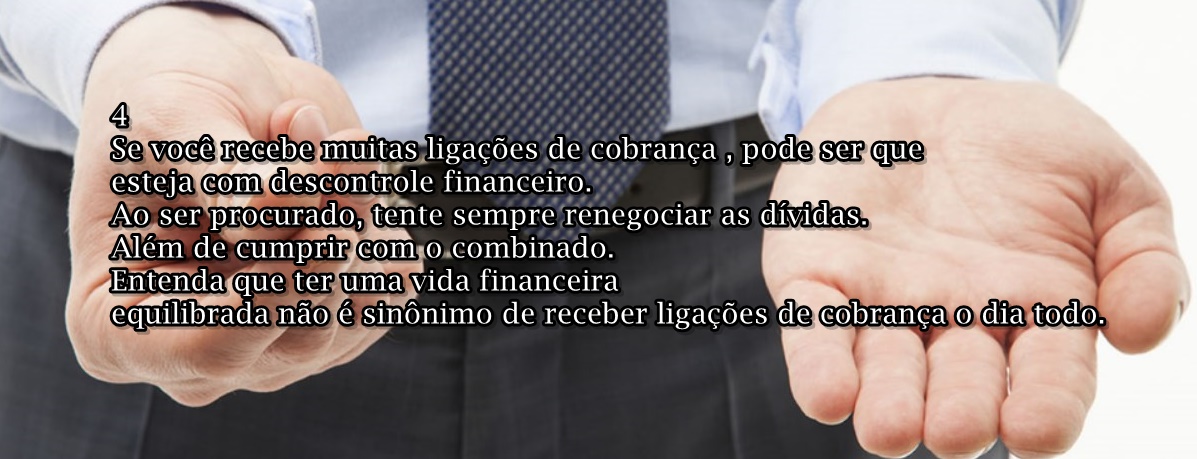 4
Se você recebe muitas ligações de cobrança , pode ser que
esteja com descontrole financeiro.
Ao ser procurado, tente sempre renegociar as dívidas.
Além de cumprir com o combinado.
Entenda que ter uma vida financeira
equilibrada não é sinônimo de receber ligações de cobrança o dia todo.